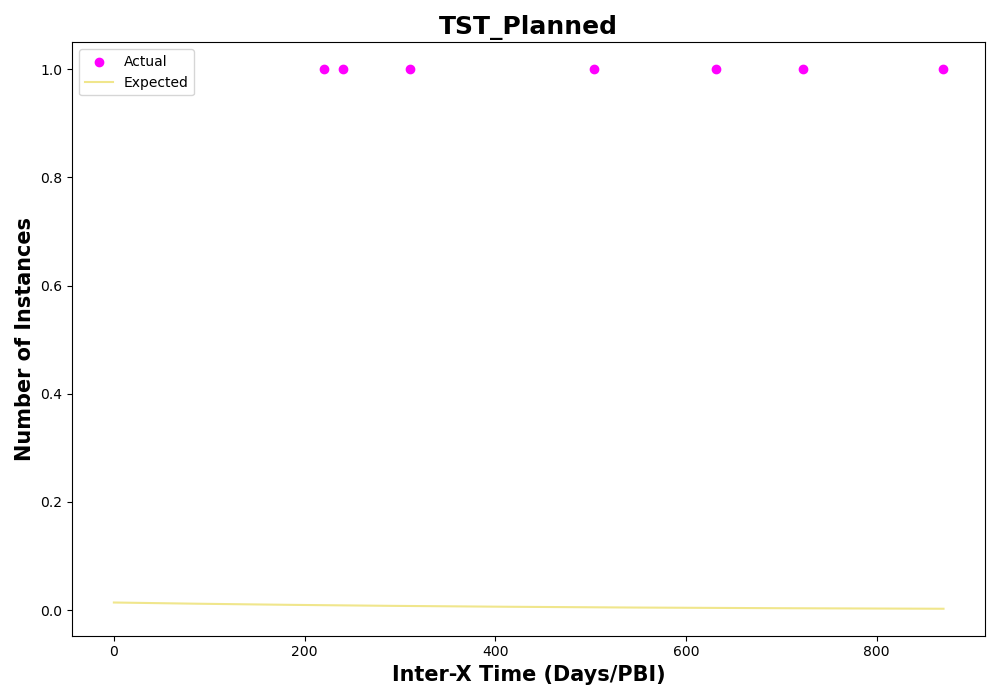 TST_Planned
Actual
Expected
1.0
0.8
0.6
0.4
0.2
0.0
Number of Instances
0
200
400
600
800
Inter-X Time (Days/PBI)